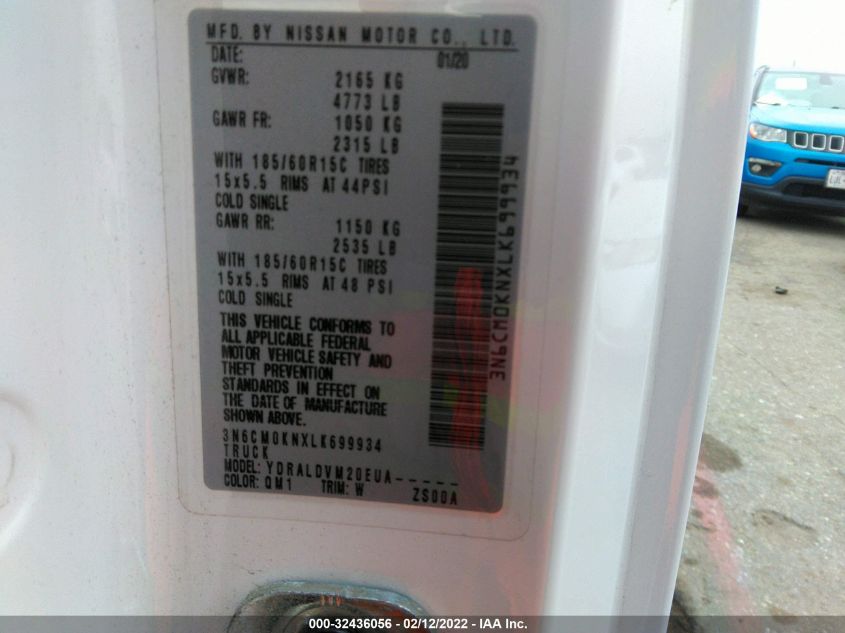 MFD. BY NISSAN MOTOR CO., LTD.
DATE: 01/20
GVWR: 2165 KG
4773 LB
GAWR FR: 1050 KG
2315 LB
WITH 185/60R15C TIRES
15x5.5 RIMS AT 44PSI
COLD SINGLE
GAWR RR: 1150 KG
2535 LB
WITH 185/60R15C TIRES
15x5.5 RIMS AT 48 PSI
COLD SINGLE
THIS VEHICLE CONFORMS TO
ALL APPLICABLE FEDERAL
MOTOR VEHICLE SAFETY AND
THEFT PREVENTION
STANDARDS IN EFFECT ON
THE DATE OF MANUFACTURE
SHOWN ABOVE.
3N6CM0KNXLK699934
TRUCK
MODEL: YDRALDVM20EUA-----
COLOR: QM1 TRIM: W ZS00A
3N6CM0KNXLK699934
000-32436056 - 02/12/2022 - IAA Inc.